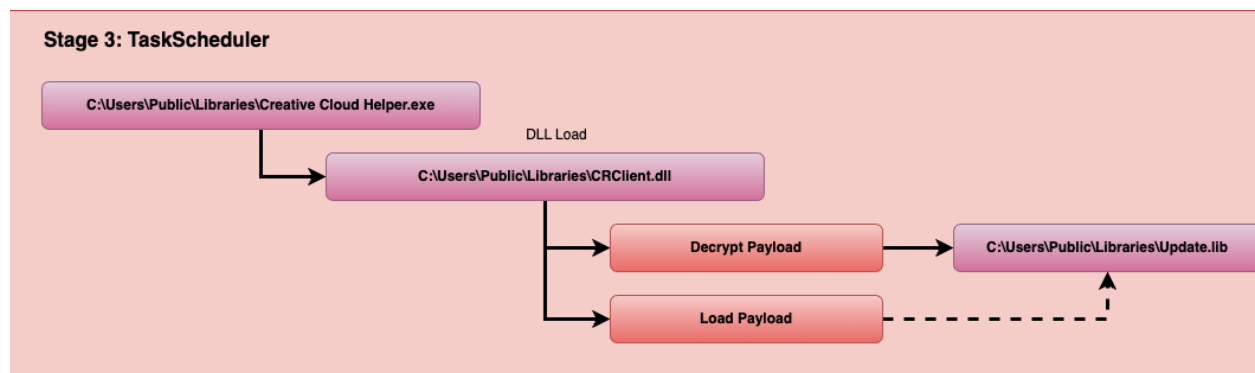 Stage 3: TaskScheduler
C:\Users\Public\Libraries\Creative Cloud Helper.exe
DLL Load
C:\Users\Public\Libraries\CRClient.dll
Decrypt Payload
C:\Users\Public\Libraries\Update.lib
Load Payload